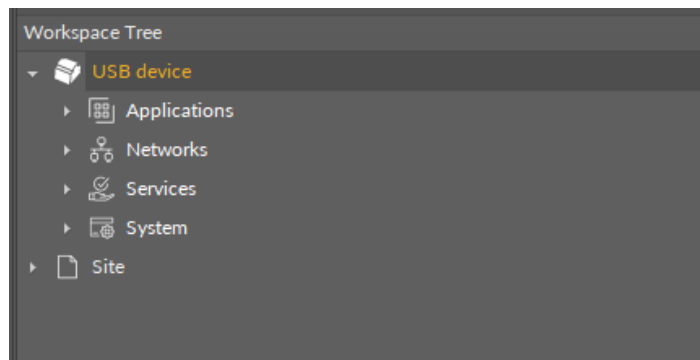 Workspace Tree
USB device
Applications
Networks
Services
System
Site